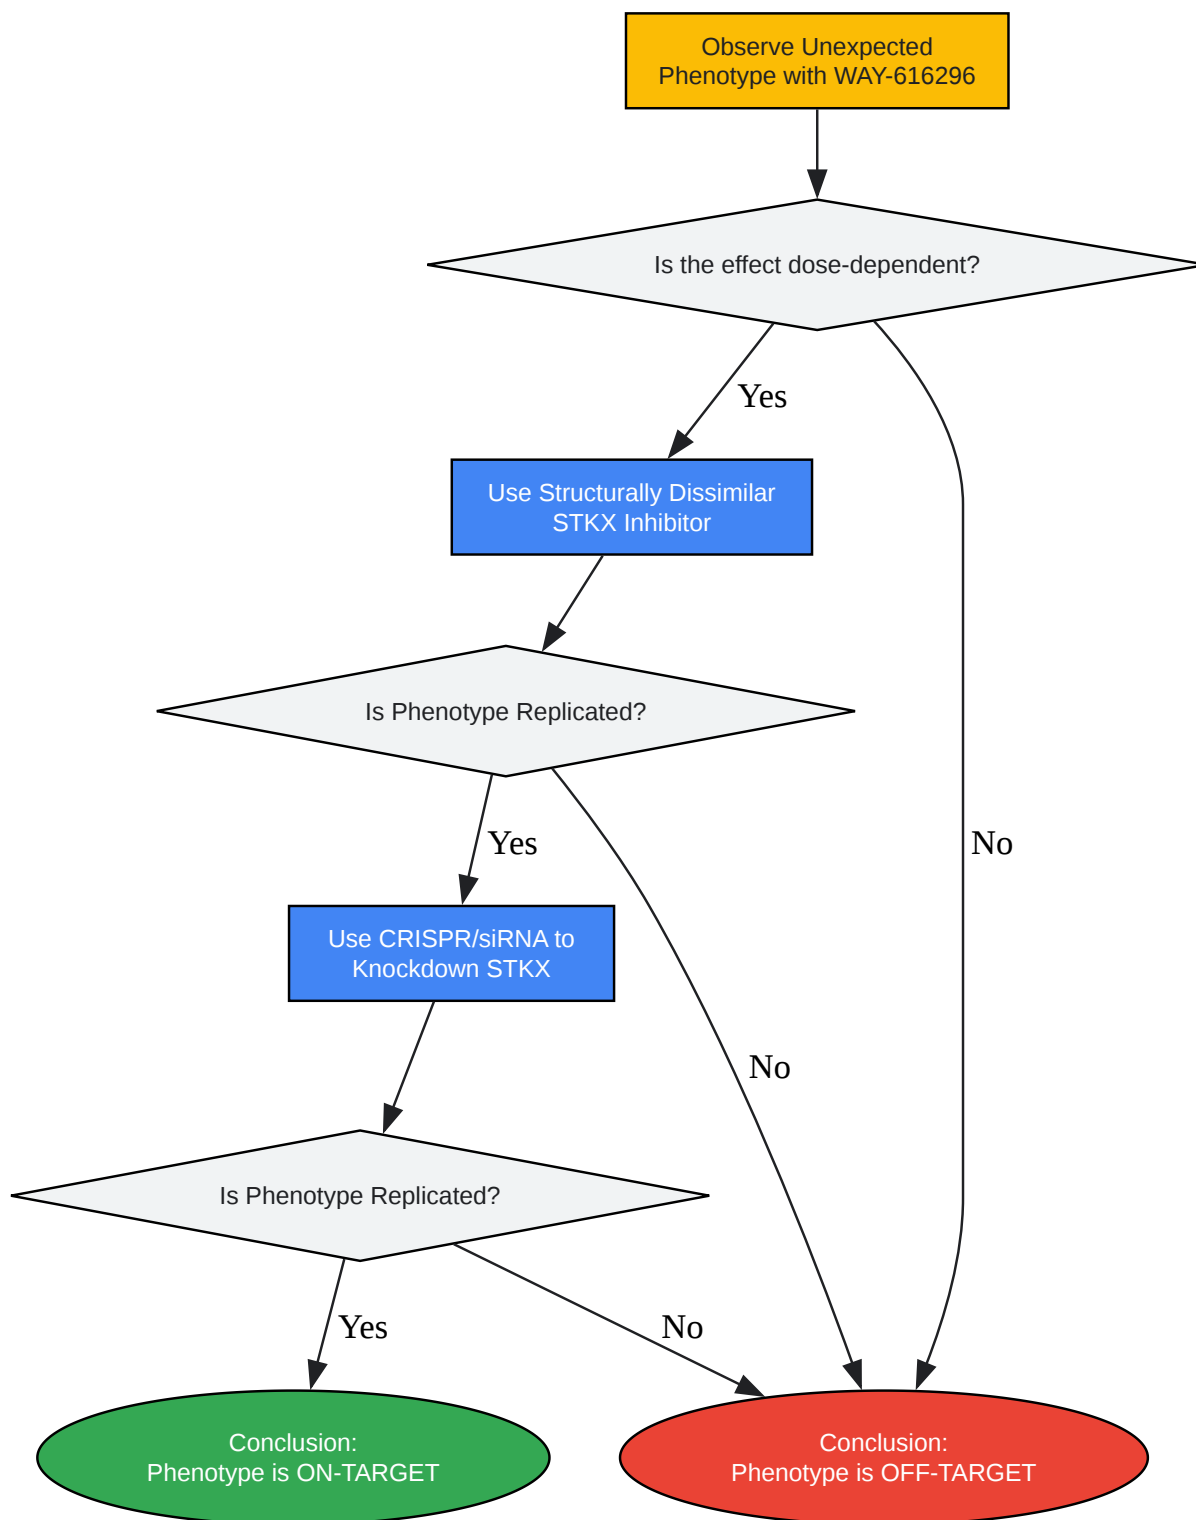 Observe Unexpected
Phenotype with WAY-616296
Is the effect dose-dependent?
Yes
Use Structurally Dissimilar
STKX Inhibitor
Is Phenotype Replicated?
Yes
No
Use CRISPR/siRNA to
Knockdown STKX
No
Is Phenotype Replicated?
Yes
No
Conclusion:
Phenotype is ON-TARGET
Conclusion:
Phenotype is OFF-TARGET